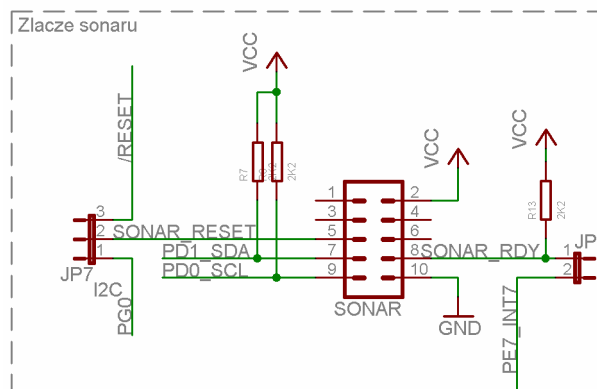 Zlacze sonaru
VCC
/RESET
R7
2K2
VCC
VCC
R13
2K2
1
2
3
4
5
6
7
8
9
10
SONAR
3
2
1
JP7
SONAR_RESET
PD1_SDA
PD0_SCL
I2C
PG0
SONAR_RDY
1
2
JP
GND
PE7_INT7